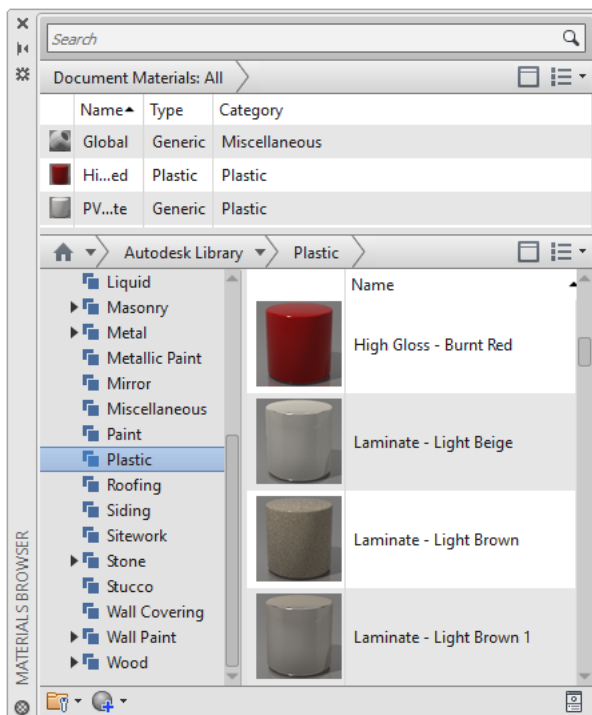 Search
Document Materials: All
Name Type Category
Global Generic Miscellaneous
Hi...ed Plastic Plastic
PV...te Generic Plastic
Autodesk Library Plastic
Liquid
Masonry
Metal
Metallic Paint
Mirror
Miscellaneous
Paint
Plastic
Roofing
Siding
Sitework
Stone
Stucco
Wall Covering
Wall Paint
Wood
Name
High Gloss - Burnt Red
Laminate - Light Beige
Laminate - Light Brown
Laminate - Light Brown 1
MATERIALS BROWSER